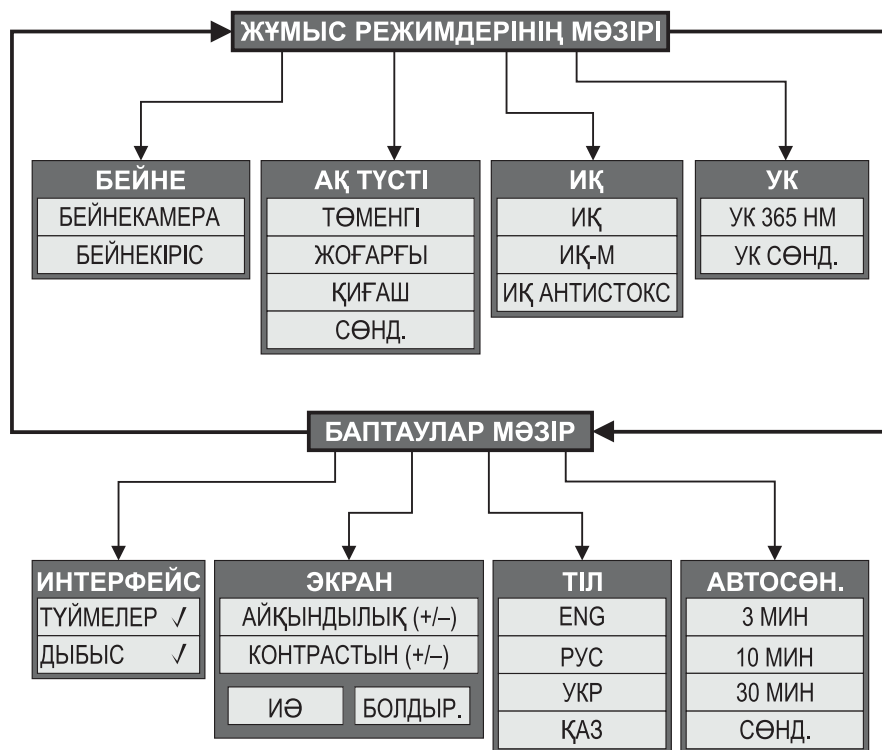 ЖҰМЫС РЕЖИМДЕРІНІҢ МӘЗІРІ
БЕЙНЕ
БЕЙНЕКАМЕРА
БЕЙНЕКІРІС
АҚ ТҮСТІ
ТӨМЕНГІ
ЖОҒАРҒЫ
ҚИҒАШ
СӨНД.
ИҚ
ИҚ
ИҚ-М
ИҚ АНТИСТОКС
УК
УК 365 НМ
УК СӨНД.
БАПТАУЛАР МӘЗІР
ИНТЕРФЕЙС
ТҮЙМЕЛЕР ✓
ДЫБЫС ✓
ЭКРАН
АЙҚЫНДЫЛЫҚ (+/–)
КОНТРАСТЫН (+/–)
ИӘ БОЛДЫР.
ТІЛ
ENG
РУС
УКР
ҚАЗ
АВТОСӨН.
3 МИН
10 МИН
30 МИН
СӨНД.